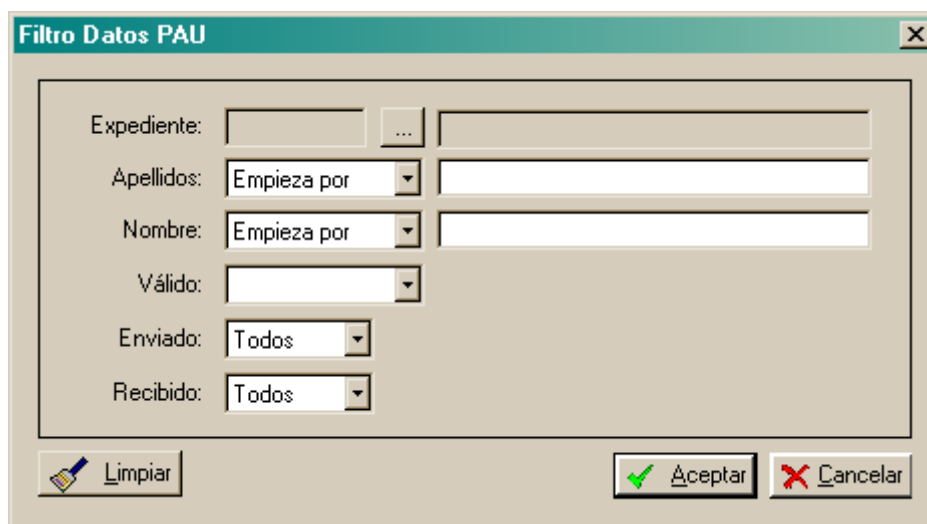 Filtro Datos PAU
Expediente: ...
Apellidos: Empieza por
Nombre: Empieza por
Válido:
Enviado: Todos
Recibido: Todos
Limpiar Aceptar Cancelar